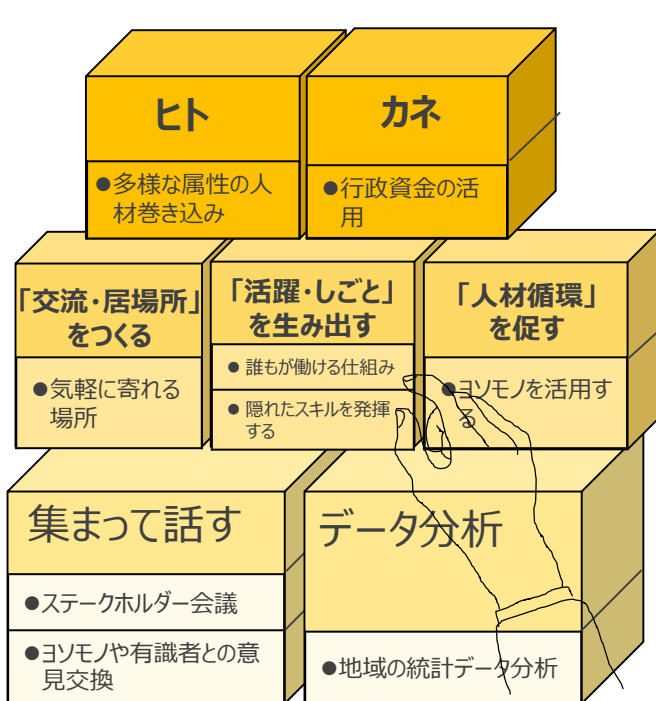 ヒト
●多様な属性の人
材巻き込み
カネ
●行政資金の活
用
「交流・居場所」
をつくる
●気軽に寄れる
場所
「活躍・しごと」
を生み出す
● 誰もが働ける仕組み
● 隠れたスキルを発揮
する
「人材循環」
を促す
●ヨソモノを活用す
る
集まって話す
●ステークホルダー会議
●ヨソモノや有識者との意
見交換
データ分析
●地域の統計データ分析